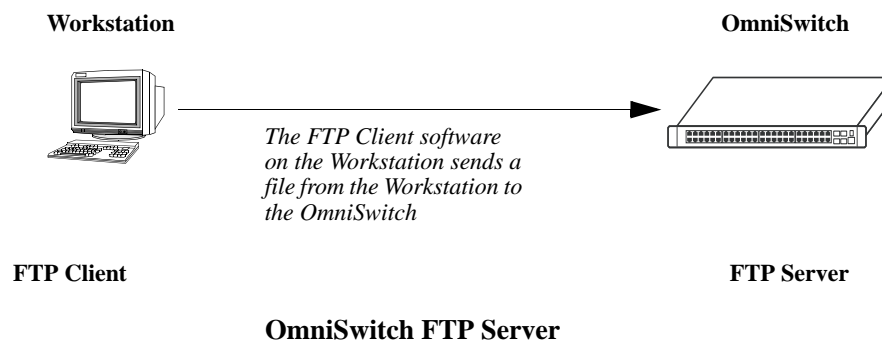 Workstation
OmniSwitch
The FTP Client software
on the Workstation sends a
file from the Workstation to
the OmniSwitch
FTP Client
FTP Server
OmniSwitch FTP Server